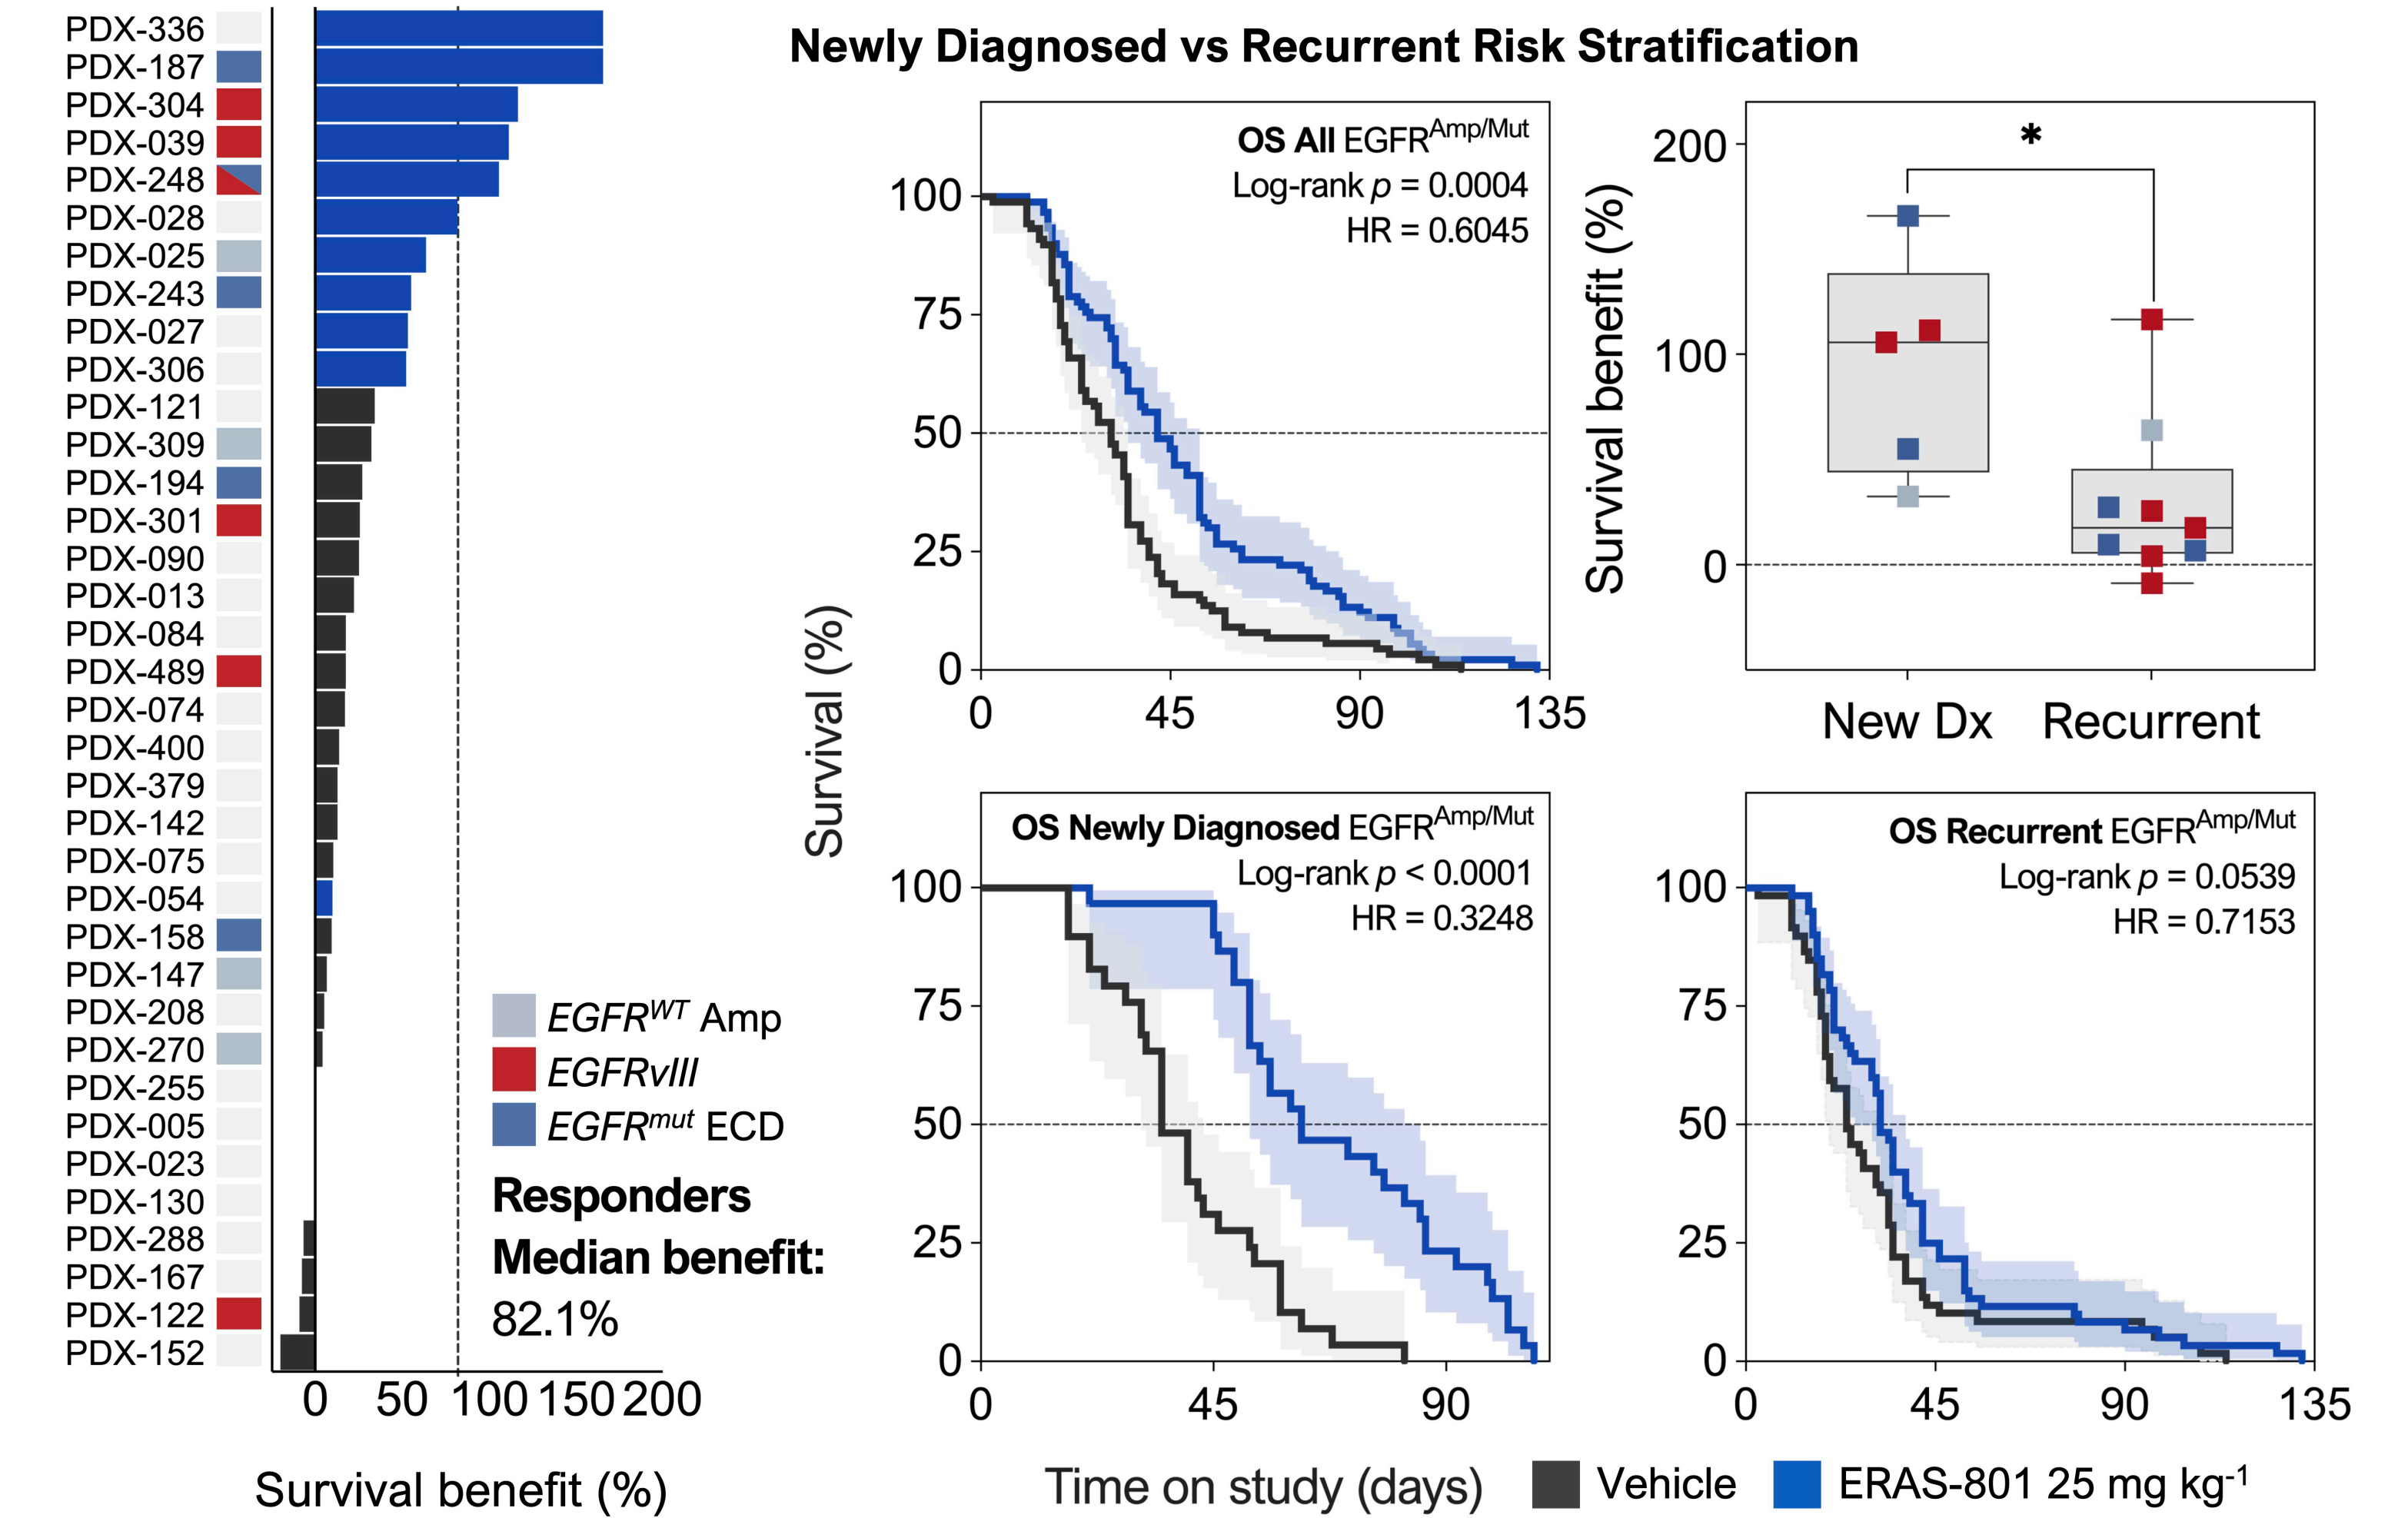 PDX-336
PDX-187
PDX-304
PDX-039
PDX-248
PDX-028
PDX-025
PDX-243
PDX-027
PDX-306
PDX-121
PDX-309
PDX-194
PDX-301
PDX-090
PDX-013
PDX-084
PDX-489
PDX-074
PDX-400
PDX-379
PDX-142
PDX-075
PDX-054
PDX-158
PDX-147
PDX-208
PDX-270
PDX-255
PDX-005
PDX-023
PDX-130
PDX-288
PDX-167
PDX-122
PDX-152
0 50 100 150 200
Survival benefit (%)
EGFRWT Amp
EGFRvIII
EGFRmut ECD
Responders
Median benefit:
82.1%
Newly Diagnosed vs Recurrent Risk Stratification
Survival (%)
OS All EGFRAmp/Mut
Log-rank p = 0.0004
HR = 0.6045
100
75
50
25
0
0 45 90 135
Survival benefit (%)
200
100
0
*
New Dx Recurrent
OS Newly Diagnosed EGFRAmp/Mut
Log-rank p < 0.0001
HR = 0.3248
100
75
50
25
0
0 45 90
OS Recurrent EGFRAmp/Mut
Log-rank p = 0.0539
HR = 0.7153
100
75
50
25
0
0 45 90 135
Time on study (days)
Vehicle
ERAS-801 25 mg kg-1